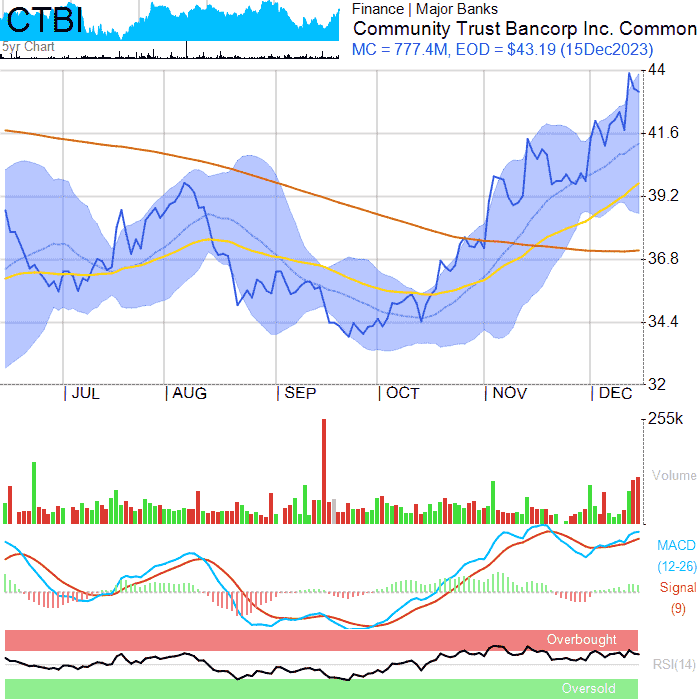 CTBI
5yr Chart
Finance | Major Banks
Community Trust Bancorp Inc. Common
MC = 777.4M, EOD = $43.19 (15Dec2023)
44
41.6
39.2
36.8
34.4
32
JUL
AUG
SEP
OCT
NOV
DEC
255k
Volume
MACD
(12-26)
Signal
(9)
Overbought
RSI(14)
Oversold